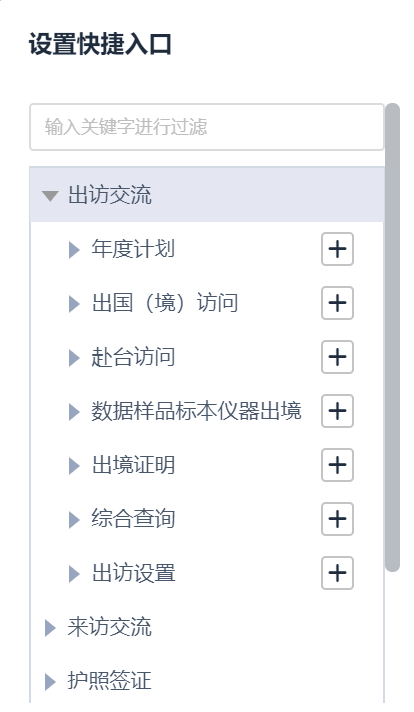 设置快捷入口
输入关键字进行过滤
出访交流
年度计划
出国（境）访问
赴台访问
数据样品标本仪器出境
出境证明
综合查询
出访设置
来访交流
护照签证